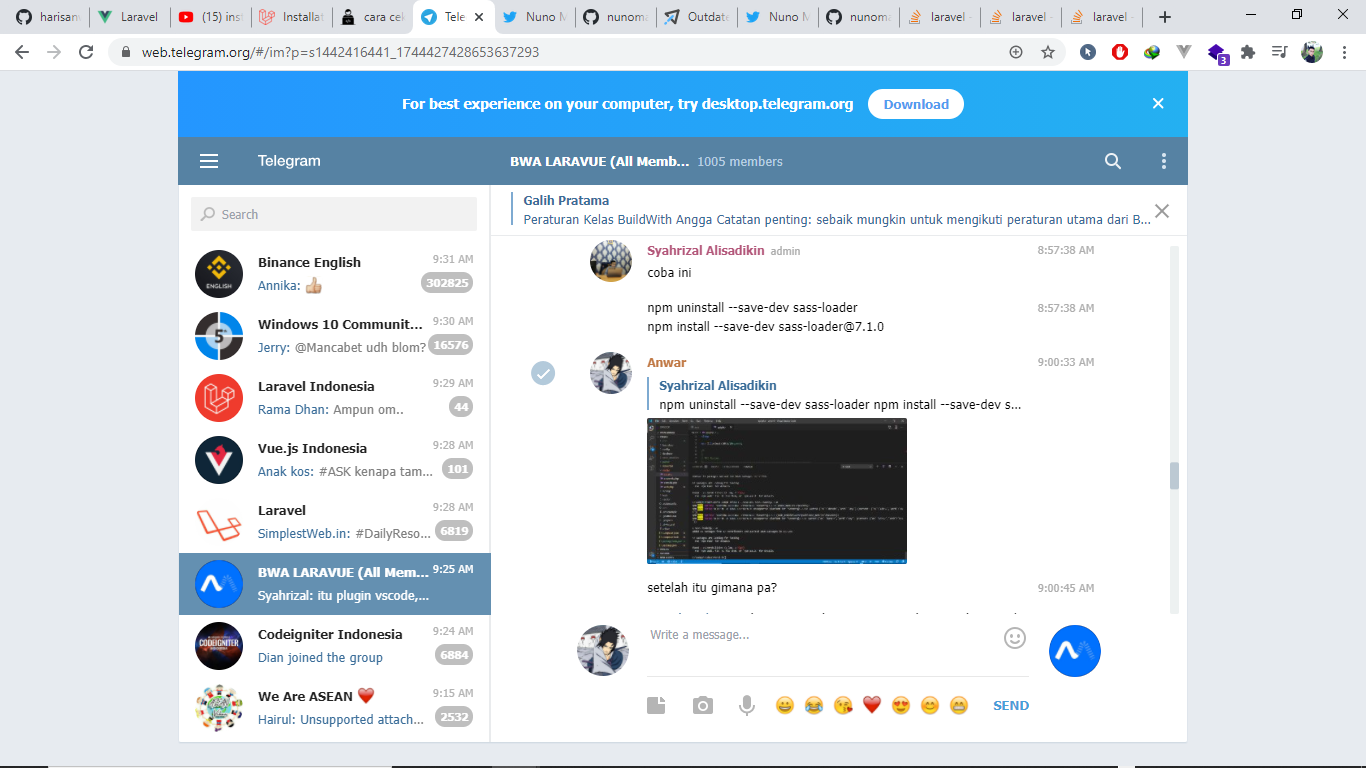 harisan
Laravel
(15) inst
Installat
cara cek
Tele
Nuno M
nunoma
Outdate
Nuno M
nunoma
laravel -
laravel -
laravel -
web.telegram.org/#/im?p=s1442416441_1744427428653637293
3
For best experience on your computer, try desktop.telegram.org
Download
Telegram
BWA LARAVUE (All Memb...
1005 members
Search
Galih Pratama
Peraturan Kelas BuildWith Angga Catatan penting: sebaik mungkin untuk mengikuti peraturan utama dari B...
ENGLISH
Binance English
9:31 AM
Annika: 👍🏼
302825
Windows 10 Communit...
9:30 AM
Jerry: @Mancabet udh blom?
16576
Laravel Indonesia
9:29 AM
Rama Dhan: Ampun om..
44
Vue.js Indonesia
9:28 AM
Anak kos: #ASK kenapa tam...
101
Laravel
9:28 AM
SimplestWeb.in: #DailyReso...
6819
BWA LARAVUE (All Mem...
9:25 AM
Syahrizal: itu plugin vscode,...
CODEIGNITER
Codeigniter Indonesia
9:24 AM
Dian joined the group
6884
We Are ASEAN ❤️
9:15 AM
Hairul: Unsupported attach...
2532
Syahrizal Alisadikin admin
8:57:38 AM
coba ini
npm uninstall --save-dev sass-loader
8:57:38 AM
npm install --save-dev sass-loader@7.1.0
Anwar
9:00:33 AM
Syahrizal Alisadikin
npm uninstall --save-dev sass-loader npm install --save-dev s...
setelah itu gimana pa?
9:00:45 AM
Write a message...
SEND